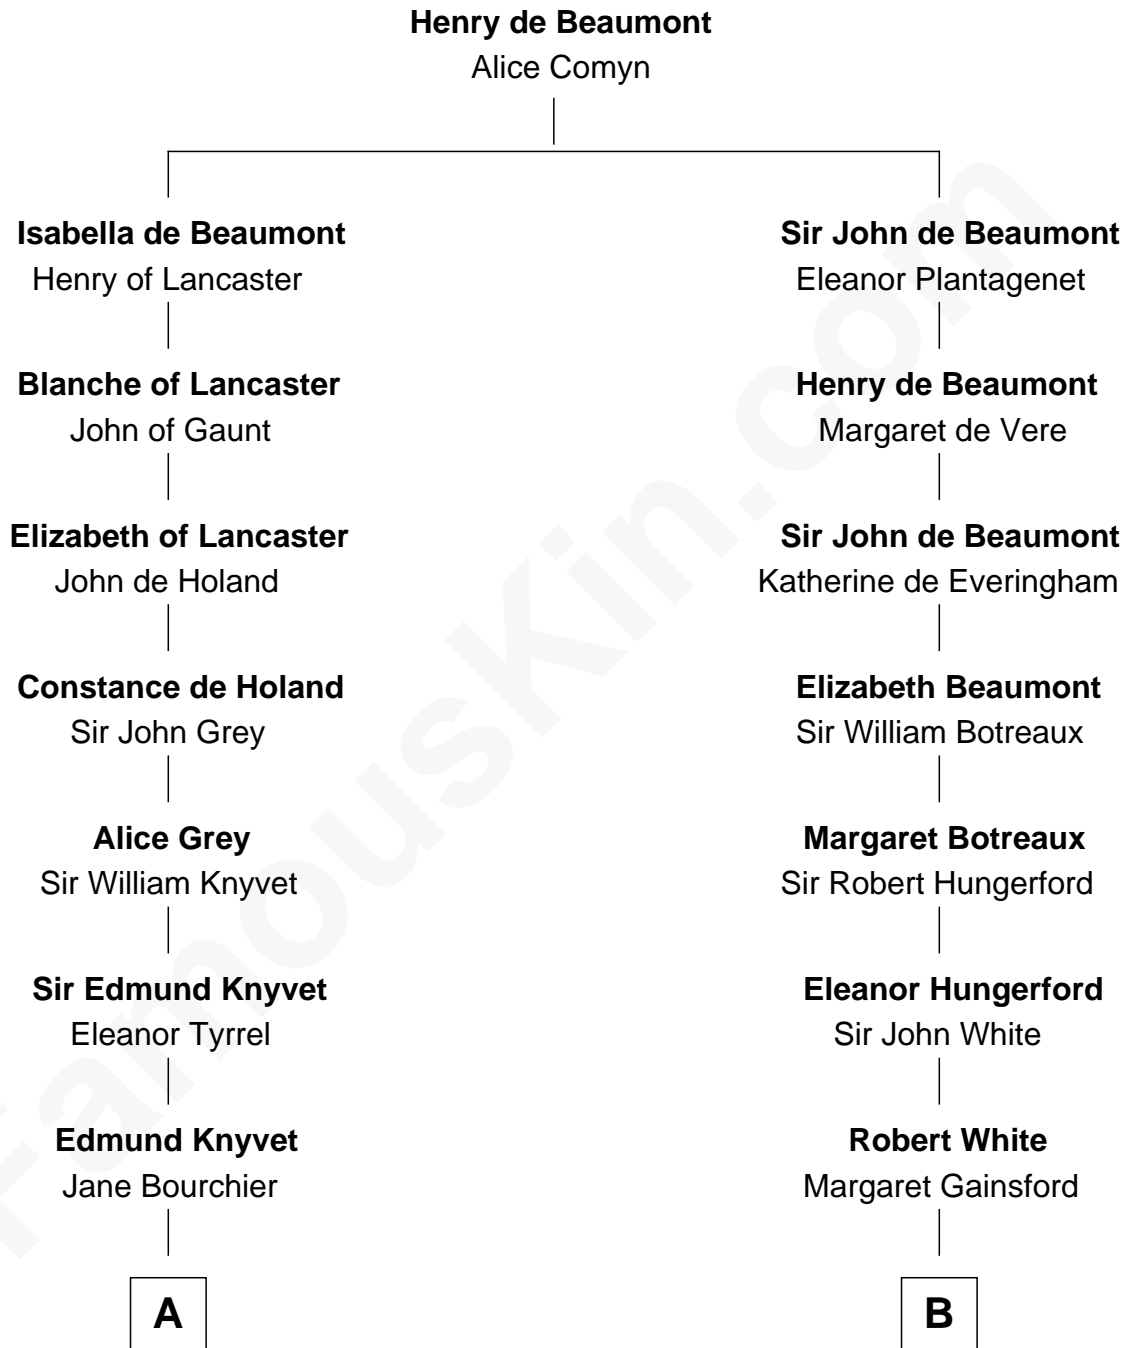 Henry de Beaumont
Alice Comyn
Isabella de Beaumont
Henry of Lancaster
Sir John de Beaumont
Eleanor Plantagenet
Blanche of Lancaster
John of Gaunt
Henry de Beaumont
Margaret de Vere
Elizabeth of Lancaster
John de Holand
Sir John de Beaumont
Katherine de Everingham
Constance de Holand
Sir John Grey
Elizabeth Beaumont
Sir William Botreaux
Alice Grey
Sir William Knyvet
Margaret Botreaux
Sir Robert Hungerford
Sir Edmund Knyvet
Eleanor Tyrrel
Eleanor Hungerford
Sir John White
Edmund Knyvet
Jane Bourchier
Robert White
Margaret Gainsford
A
B
FamousKin.com